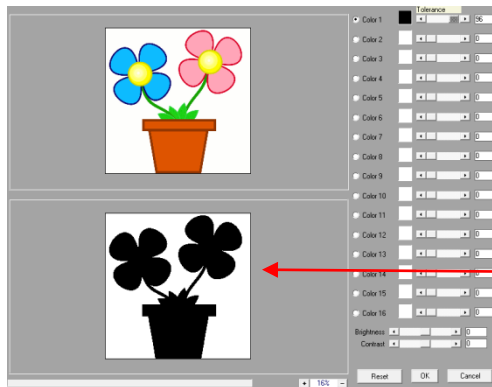 Tolerance
Color 1 96
Color 2 0
Color 3 0
Color 4 0
Color 5 0
Color 6 0
Color 7 0
Color 8 0
Color 9 0
Color 10 0
Color 11 0
Color 12 0
Color 13 0
Color 14 0
Color 15 0
Color 16 0
Brightness 0
Contrast 0
Reset OK Cancel
+ 16% -